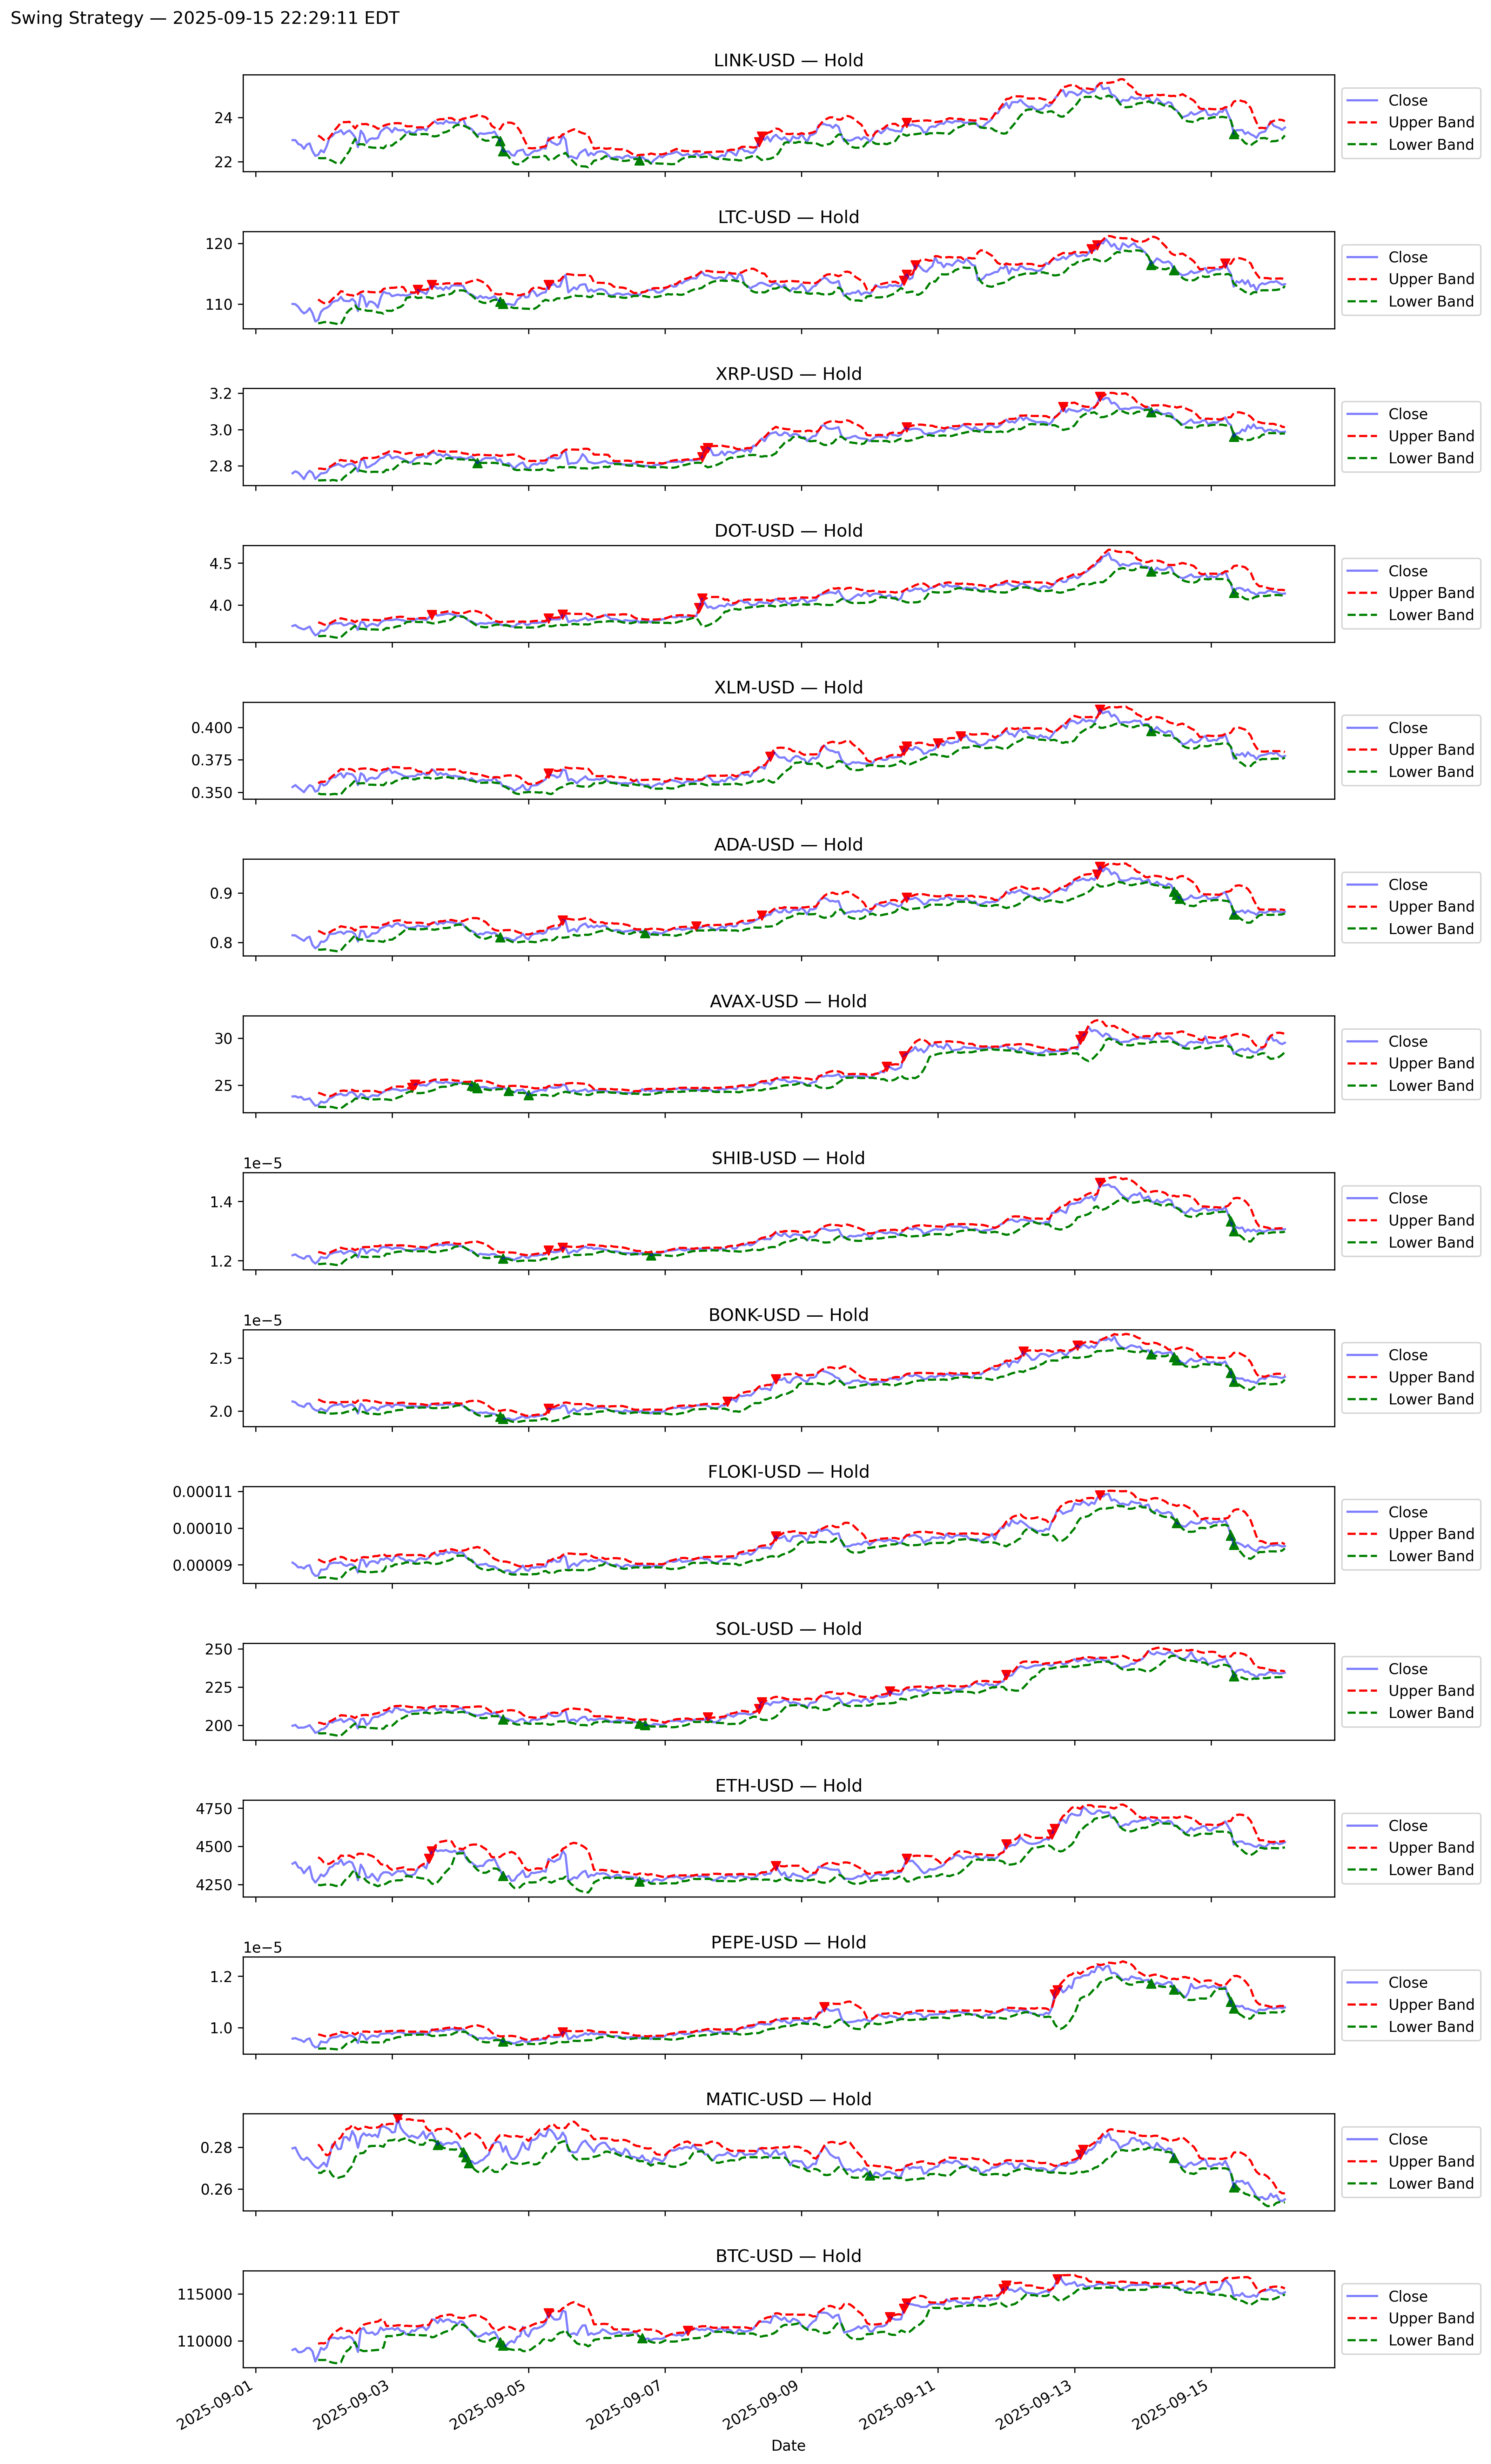 Swing Strategy — 2025-09-15 22:29:11 EDT
LINK-USD — Hold
24
22
Close
Upper Band
Lower Band
LTC-USD — Hold
120
110
Close
Upper Band
Lower Band
XRP-USD — Hold
3.2
3.0
2.8
Close
Upper Band
Lower Band
DOT-USD — Hold
4.5
4.0
Close
Upper Band
Lower Band
XLM-USD — Hold
0.400
0.375
0.350
Close
Upper Band
Lower Band
ADA-USD — Hold
0.9
0.8
Close
Upper Band
Lower Band
AVAX-USD — Hold
30
25
Close
Upper Band
Lower Band
SHIB-USD — Hold
1e−5
1.4
1.2
Close
Upper Band
Lower Band
BONK-USD — Hold
1e−5
2.5
2.0
Close
Upper Band
Lower Band
FLOKI-USD — Hold
0.00011
0.00010
0.00009
Close
Upper Band
Lower Band
SOL-USD — Hold
250
225
200
Close
Upper Band
Lower Band
ETH-USD — Hold
4750
4500
4250
Close
Upper Band
Lower Band
PEPE-USD — Hold
1e−5
1.2
1.0
Close
Upper Band
Lower Band
MATIC-USD — Hold
0.28
0.26
Close
Upper Band
Lower Band
BTC-USD — Hold
115000
110000
Close
Upper Band
Lower Band
2025-09-01
2025-09-03
2025-09-05
2025-09-07
2025-09-09
2025-09-11
2025-09-13
2025-09-15
Date